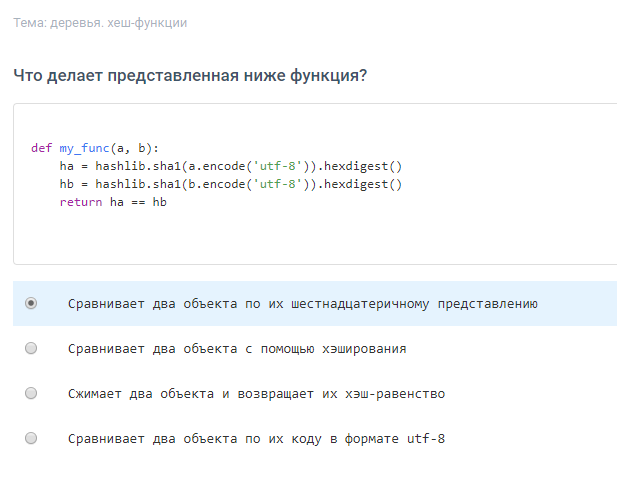 Тема: деревья. хеш-функции
Что делает представленная ниже функция?
def my_func(a, b):
    ha = hashlib.sha1(a.encode('utf-8')).hexdigest()
    hb = hashlib.sha1(b.encode('utf-8')).hexdigest()
    return ha == hb
Сравнивает два объекта по их шестнадцатеричному представлению
Сравнивает два объекта с помощью хэширования
Сжимает два объекта и возвращает их хэш-равенство
Сравнивает два объекта по их коду в формате utf-8